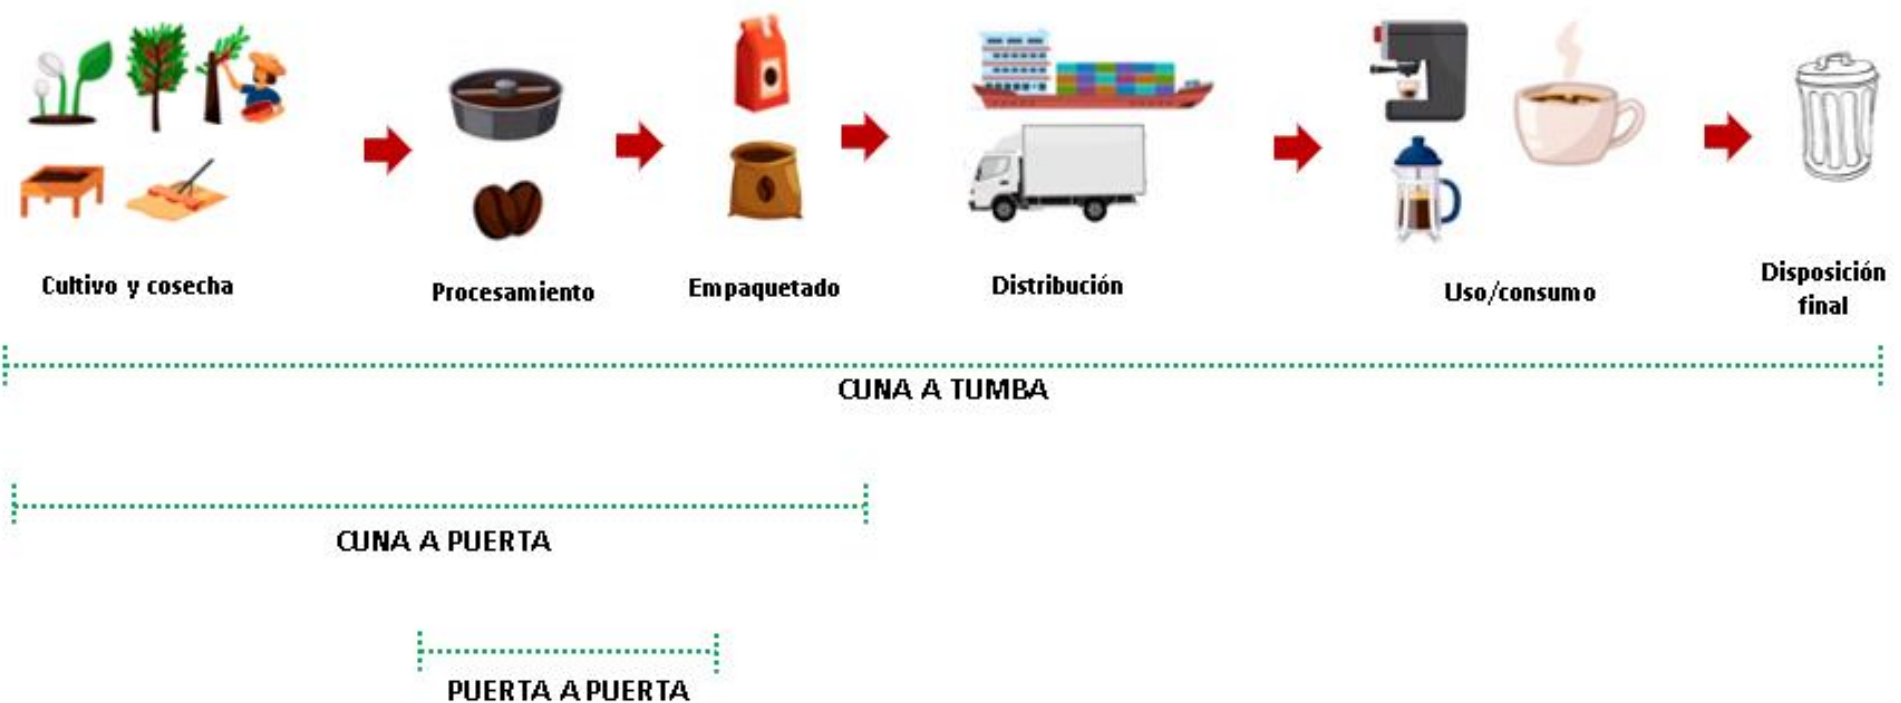 Cultivo y cosecha
Procesamiento
Empaquetado
Distribución
Uso/consumo
Disposición
final
CUNA A TUMBA
CUNA A PUERTA
PUERTA A PUERTA